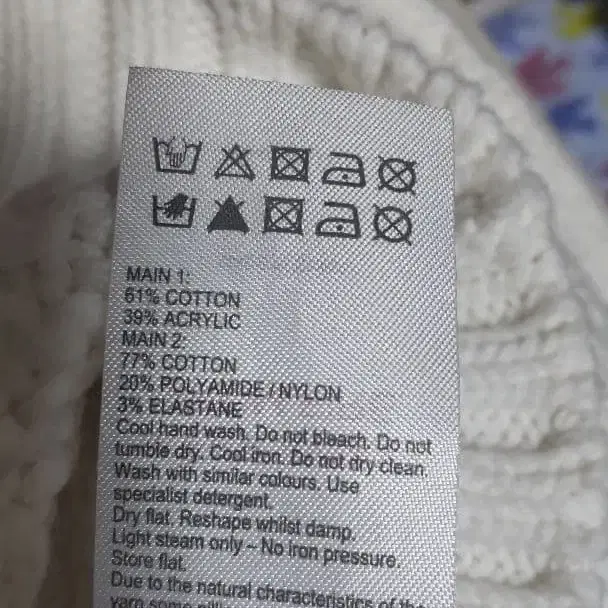 MAIN 1:
61% COTTON
39% ACRYLIC
MAIN 2:
77% COTTON
20% POLYAMIDE / NYLON
3% ELASTANE
Cool hand wash. Do not bleach. Do not
tumble dry. Cool iron. Do not dry clean.
Wash with similar colours. Use
specialist detergent.
Dry flat. Reshape whilst damp.
Light steam only – No iron pressure.
Store flat.
Due to the natural characteristics of the
yarn some